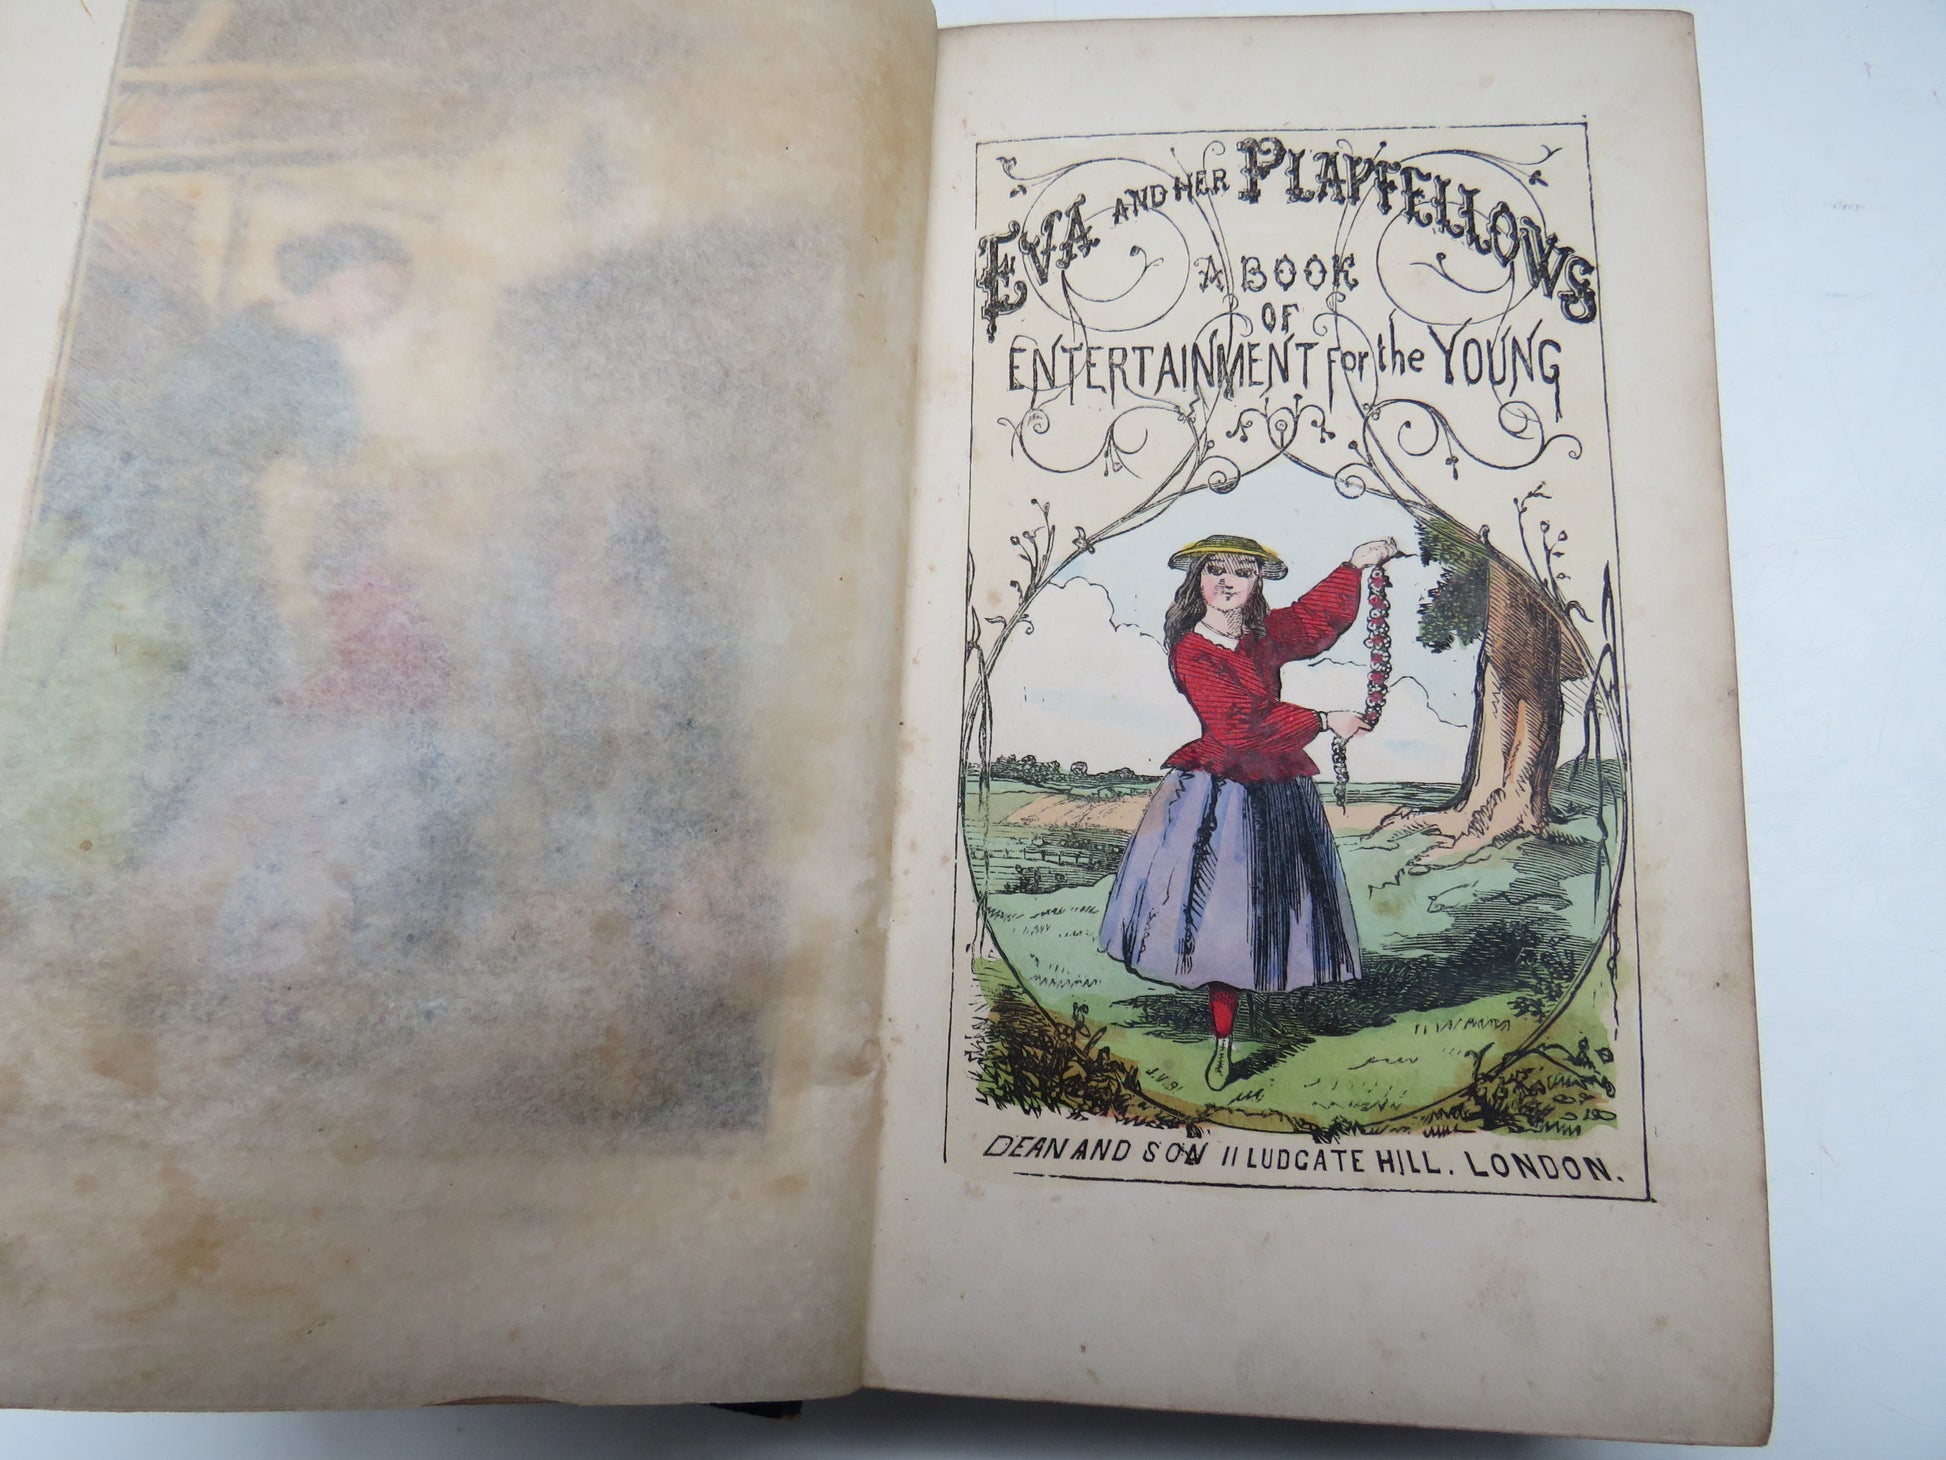 EVA AND HER PLAYFELLOWS
A BOOK
OF
ENTERTAINMENT for the YOUNG
DEAN AND SON 11 LUDGATE HILL. LONDON.